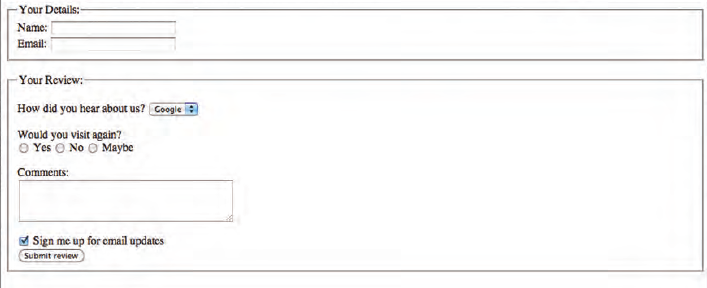 Your Details:
Name:
Email:
Your Review:
How did you hear about us? Google
Would you visit again?
Yes No Maybe
Comments:
Sign me up for email updates
Submit review